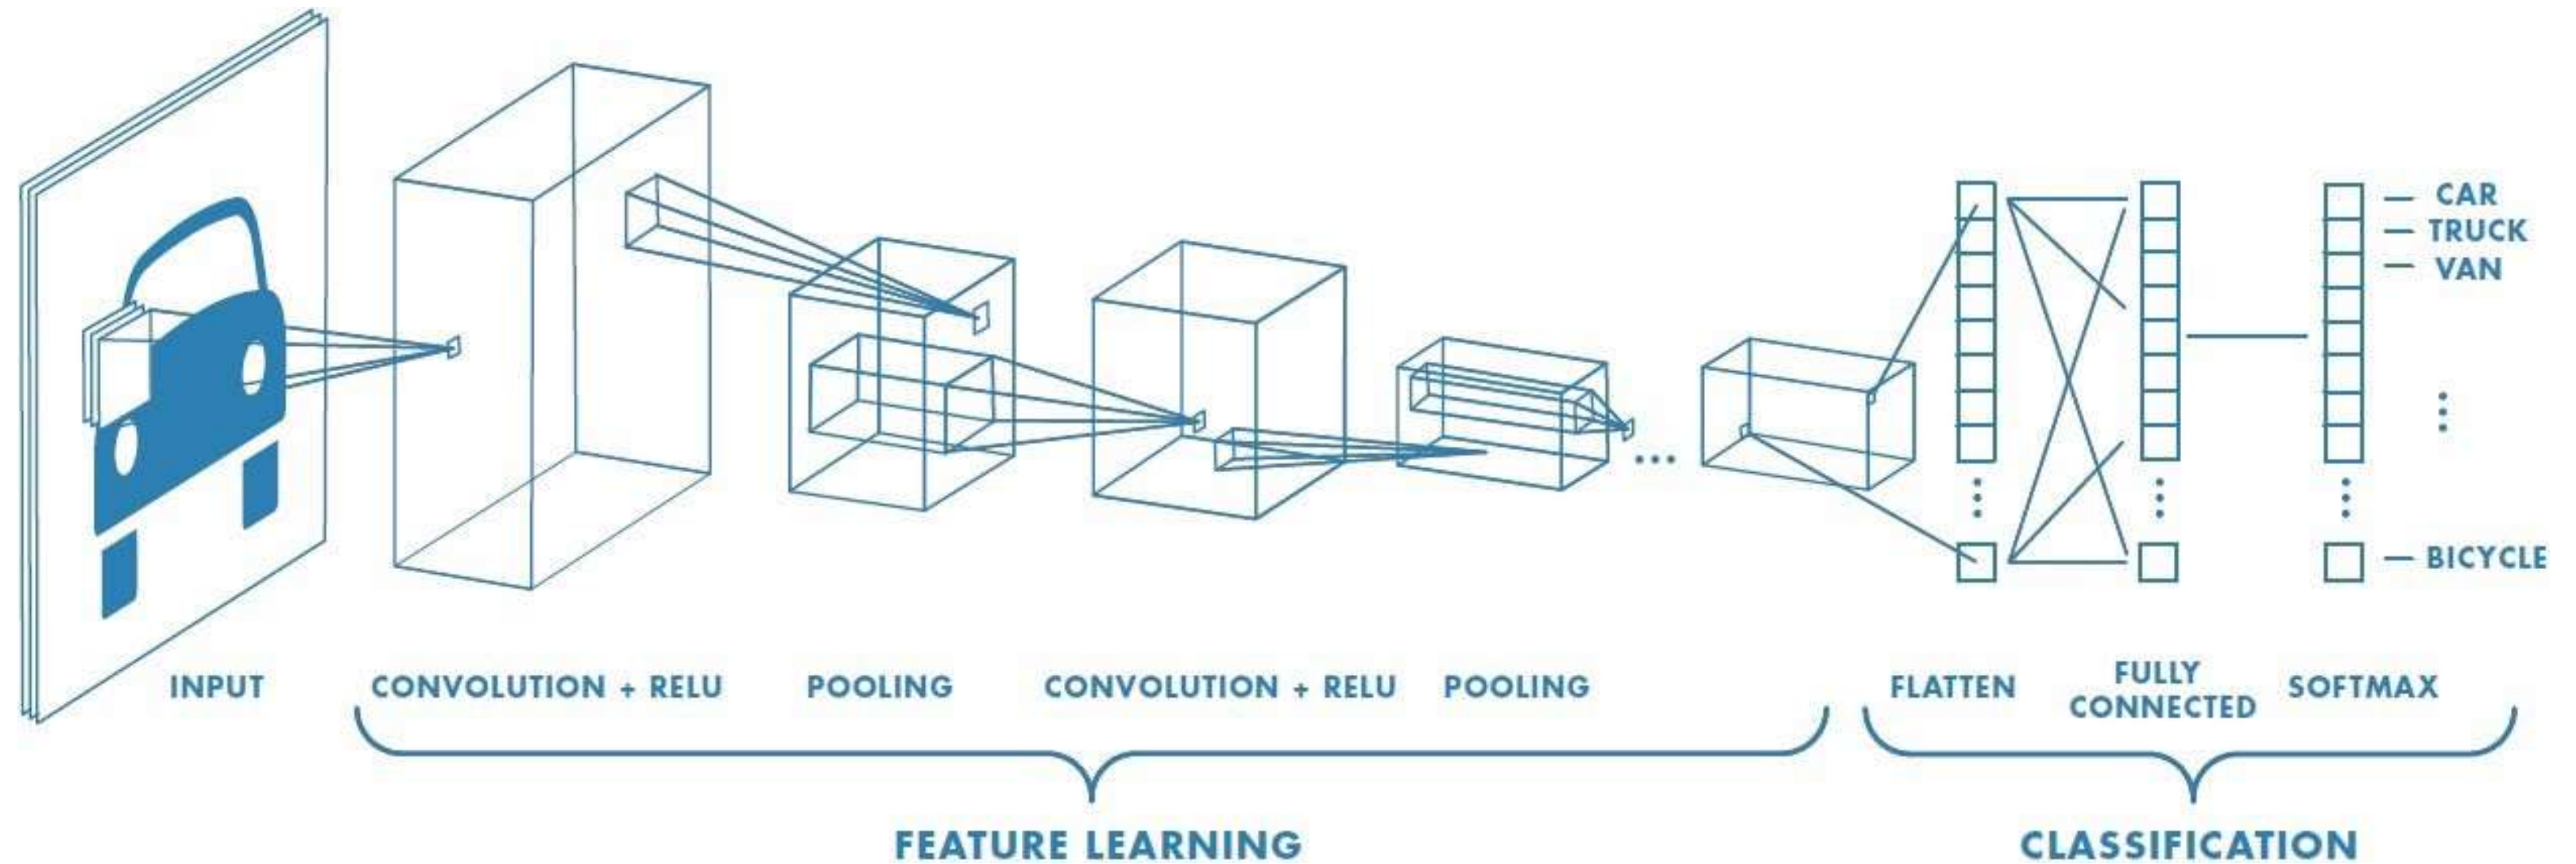 CAR
TRUCK
VAN
BICYCLE
INPUT
CONVOLUTION + RELU
POOLING
CONVOLUTION + RELU
POOLING
FLATTEN
FULLY
CONNECTED
SOFTMAX
FEATURE LEARNING
CLASSIFICATION